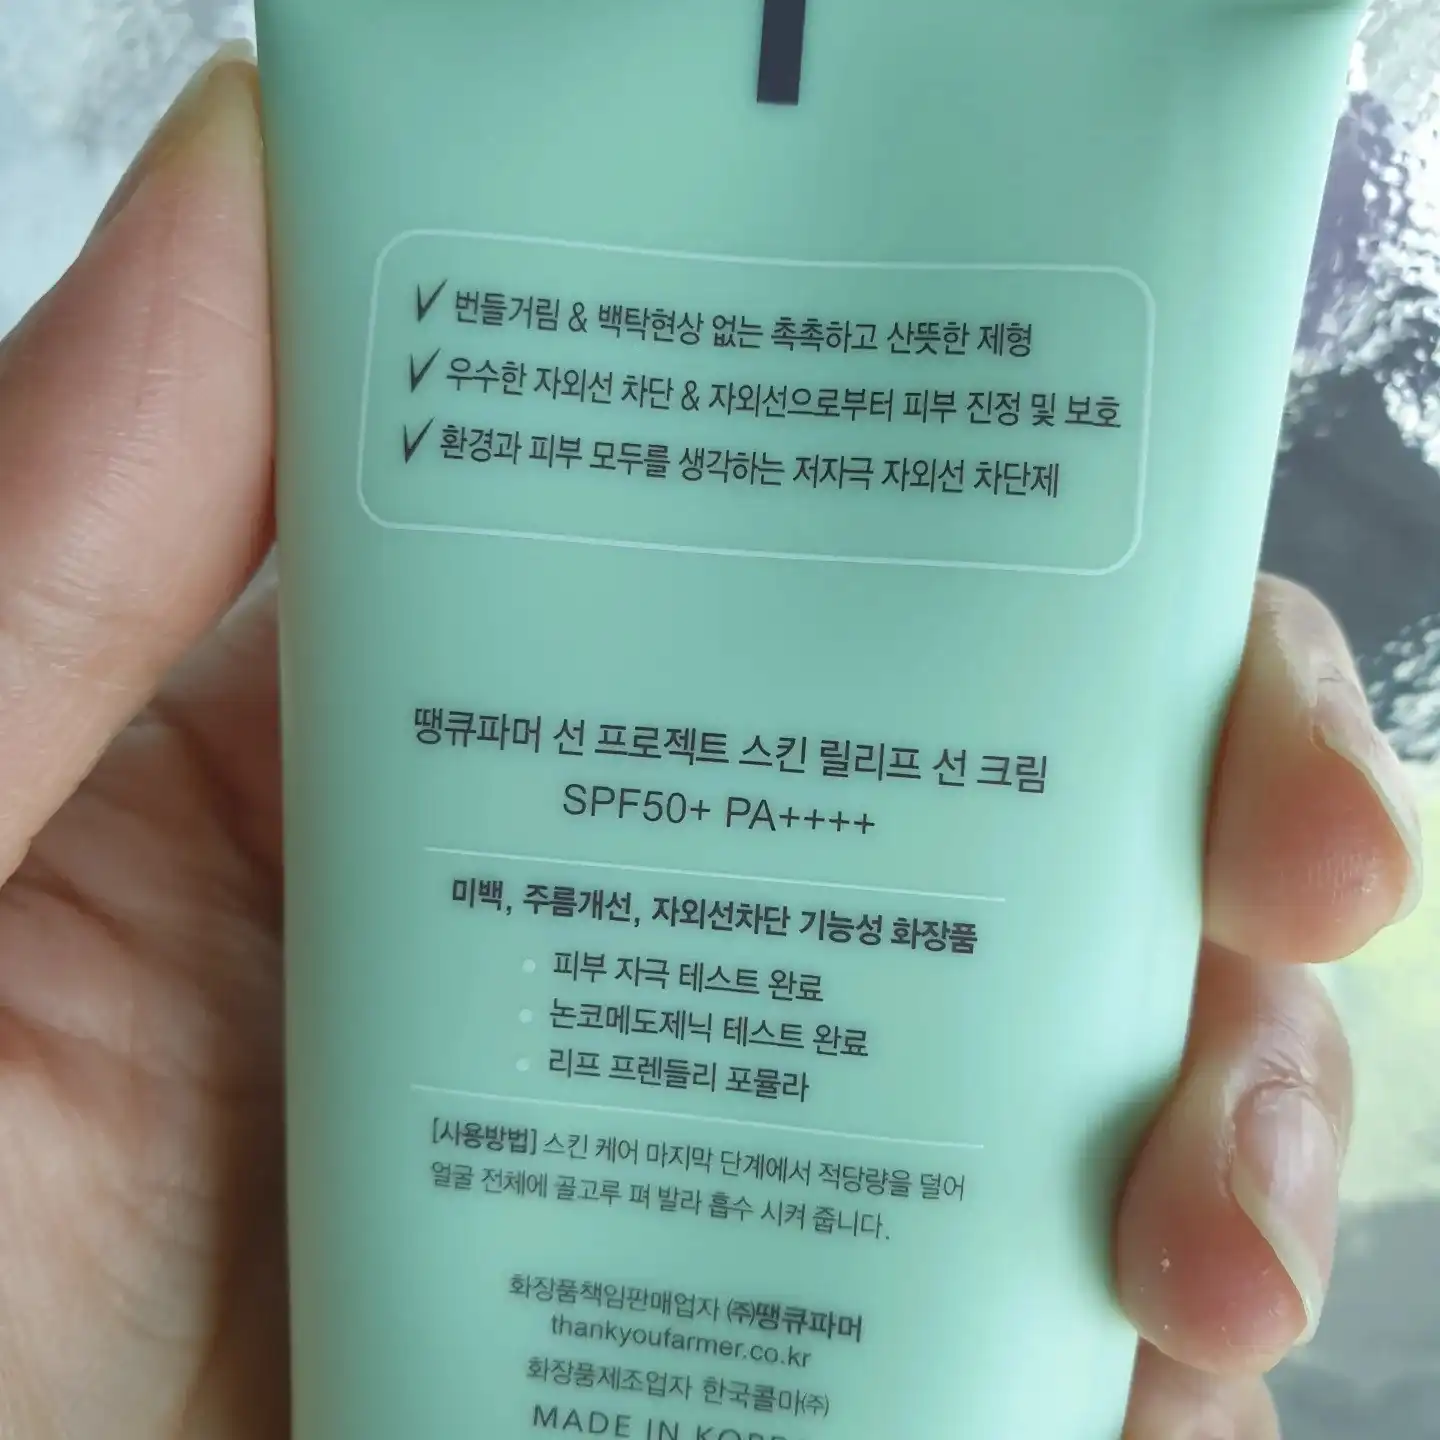 번들거림 & 백탁현상 없는 촉촉하고 산뜻한 제형
우수한 자외선 차단 & 자외선으로부터 피부 진정 및 보호
환경과 피부 모두를 생각하는 저자극 자외선 차단제
땡큐파머 선 프로젝트 스킨 릴리프 선 크림
SPF50+ PA++++
미백, 주름개선, 자외선차단 기능성 화장품
피부 자극 테스트 완료
논코메도제닉 테스트 완료
리프 프렌들리 포뮬라
[사용방법] 스킨 케어 마지막 단계에서 적당량을 덜어
얼굴 전체에 골고루 펴 발라 흡수 시켜 줍니다.
화장품책임판매업자 ㈜땡큐파머
thankyoufarmer.co.kr
화장품제조업자 한국콜마㈜
MADE IN KOREA